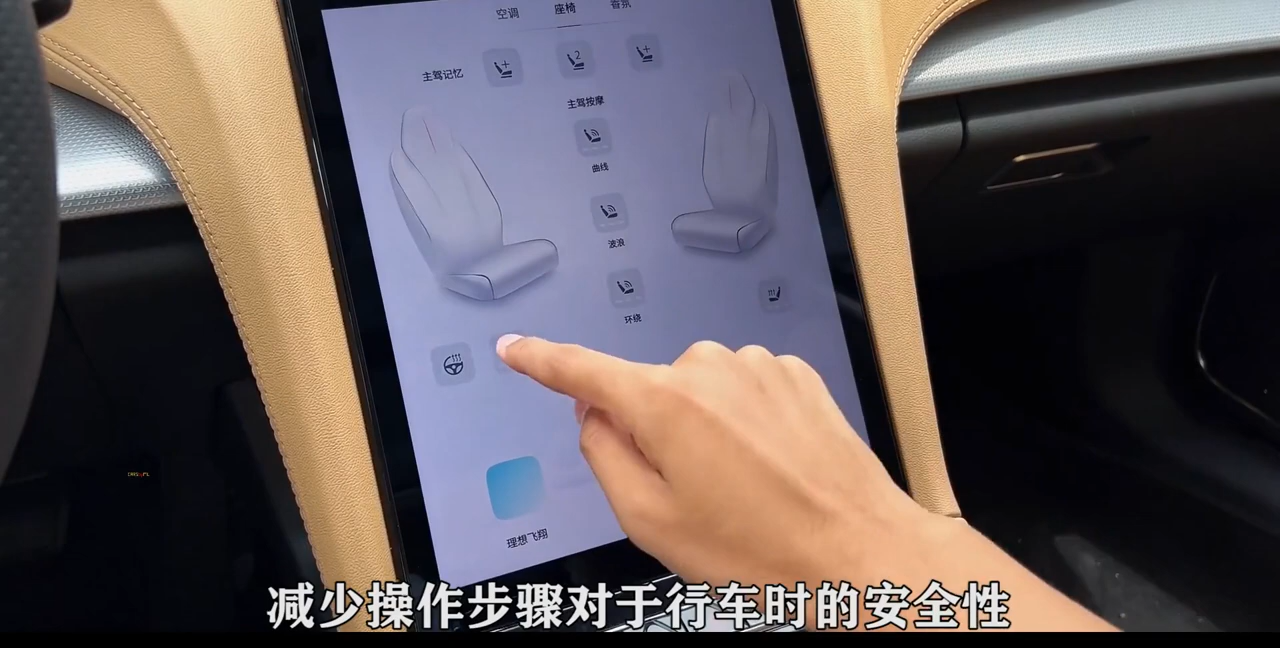 空调 座椅 香氛
主驾记忆
2
主驾按摩
曲线
波浪
环绕
理想飞翔
减少操作步骤对于行车时的安全性